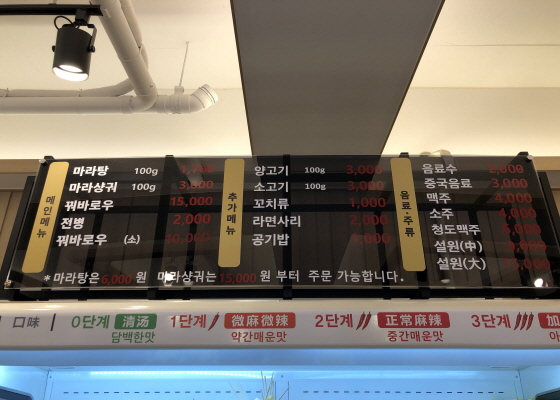 메인메뉴
마라탕 100g
마라샹궈 100g 3,000
꿔바로우 15,000
전병 2,000
꿔바로우 (소)
추가메뉴
양고기 100g 3,000
소고기 100g 3,000
꼬치류 1,000
라면사리 2,000
공기밥
음료·주류
음료수 2,000
중국음료 3,000
맥주 4,000
소주 4,000
칭도맥주
설원(中)
설원(大)
*마라탕은 6,000원 마라샹궈는 15,000원 부터 주문 가능합니다.
口味 0단계 清汤 1단계 微麻微辣 2단계 正常麻辣 3단계 加
담백한맛 약간매운맛 중간매운맛